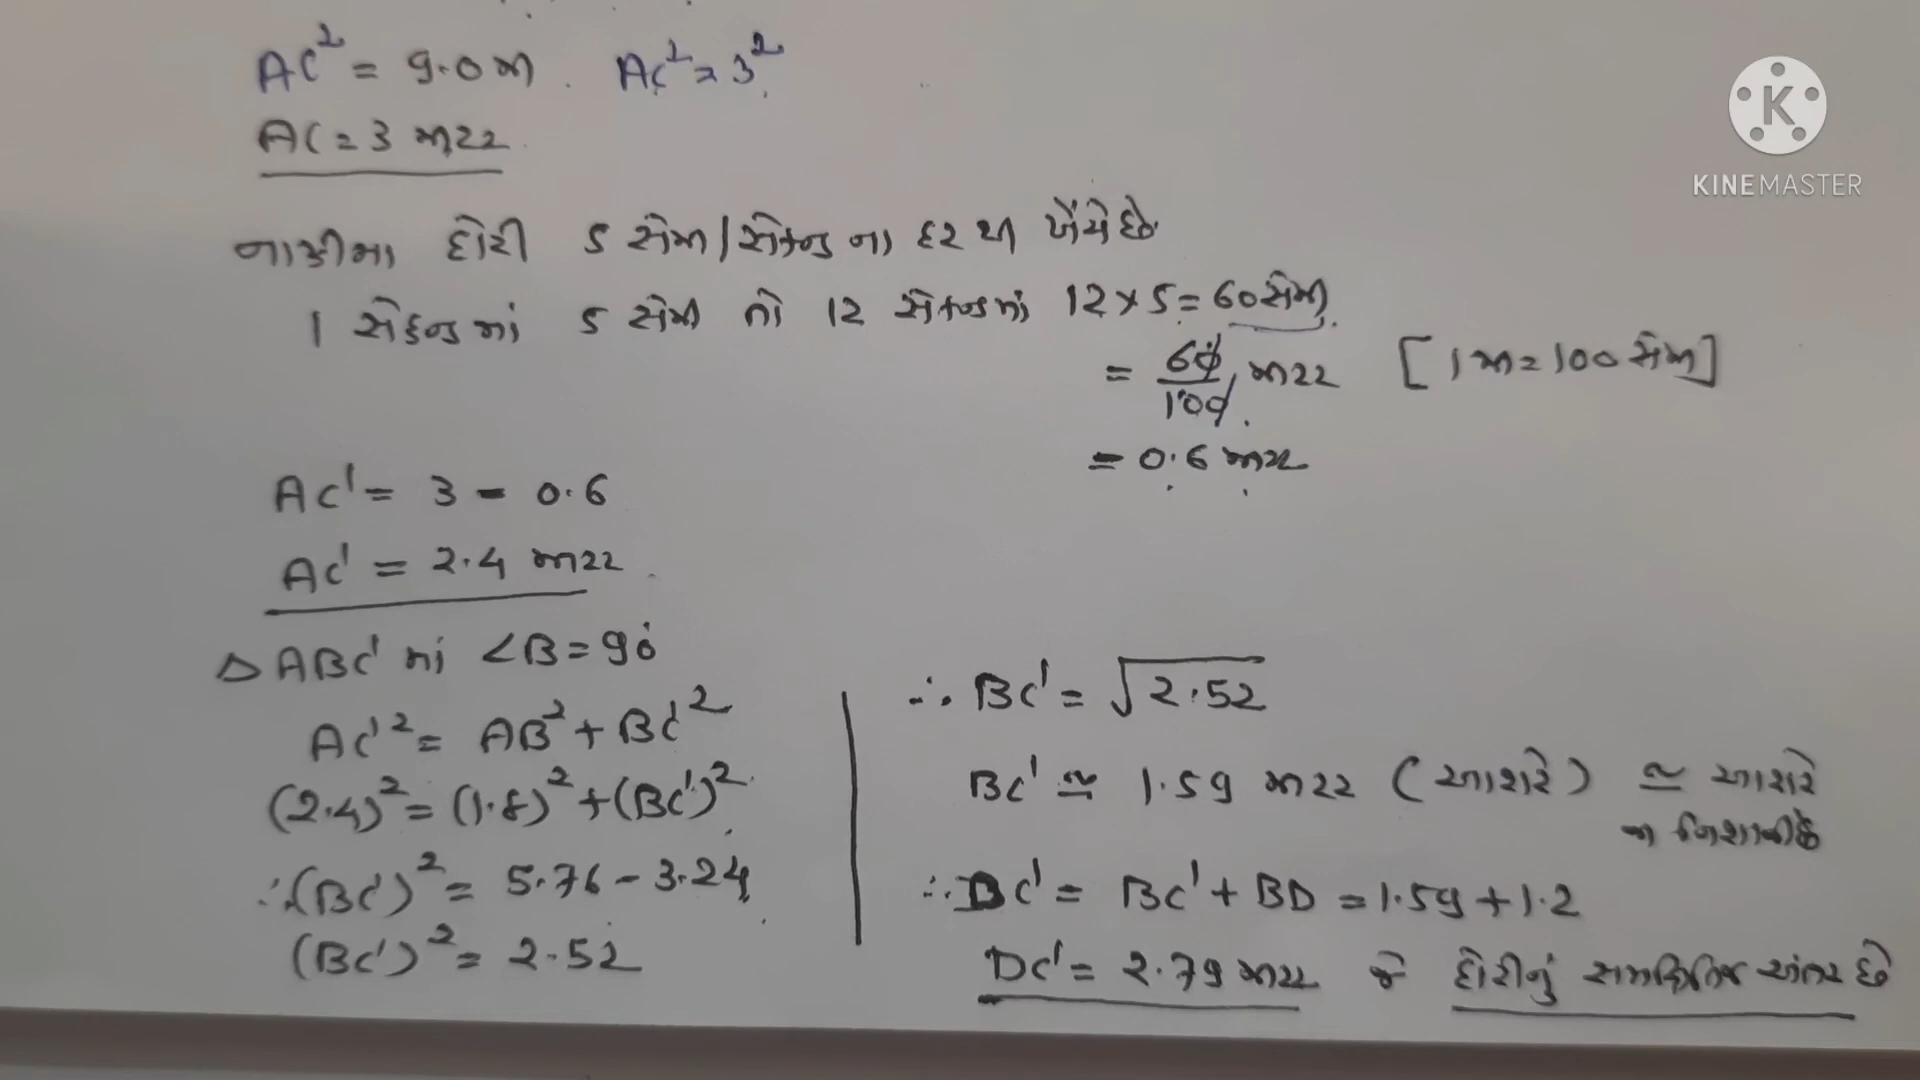 AC² = 9.0 મી. AC² = 3²
AC = 3 મીટર
નાઝીમા દોરી 5 સેમી/સેકન્ડ ના દર થી ખેંચે છે
1 સેકન્ડ માં 5 સેમી તો 12 સેકન્ડમાં 12 × 5 = 60 સેમી
= 60/100 મીટર [1 મી = 100 સેમી]
= 0.6 મીટર
AC' = 3 - 0.6
AC' = 2.4 મીટર
△ ABC' માં ∠B = 90°
AC'² = AB² + BC'²
(2.4)² = (1.8)² + (BC')²
∴ (BC')² = 5.76 - 3.24
(BC')² = 2.52
∴ BC' = √2.52
BC' ≃ 1.59 મીટર (આશરે) ≃ આશરે
ની નિશાની છે
∴ DC' = BC' + BD = 1.59 + 1.2
DC' = 2.79 મીટર જે દોરીનું સમક્ષિતિજ અંતર છે
KINEMASTER